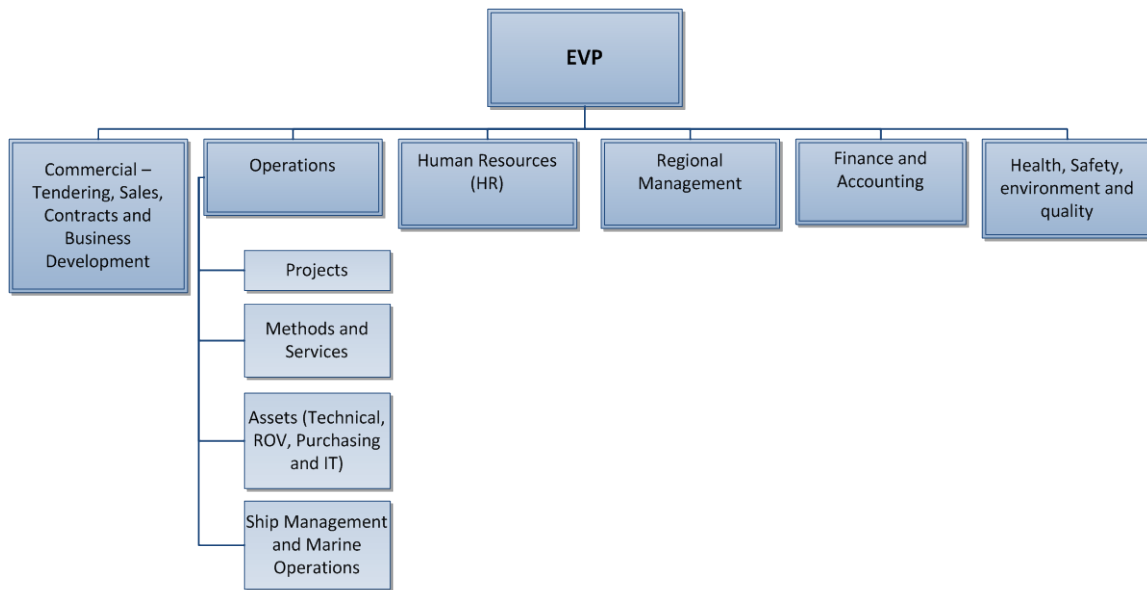 EVP
Commercial –
Tendering, Sales,
Contracts and
Business
Development
Operations
Human Resources
(HR)
Regional
Management
Finance and
Accounting
Health, Safety,
environment and
quality
Projects
Methods and
Services
Assets (Technical,
ROV, Purchasing
and IT)
Ship Management
and Marine
Operations